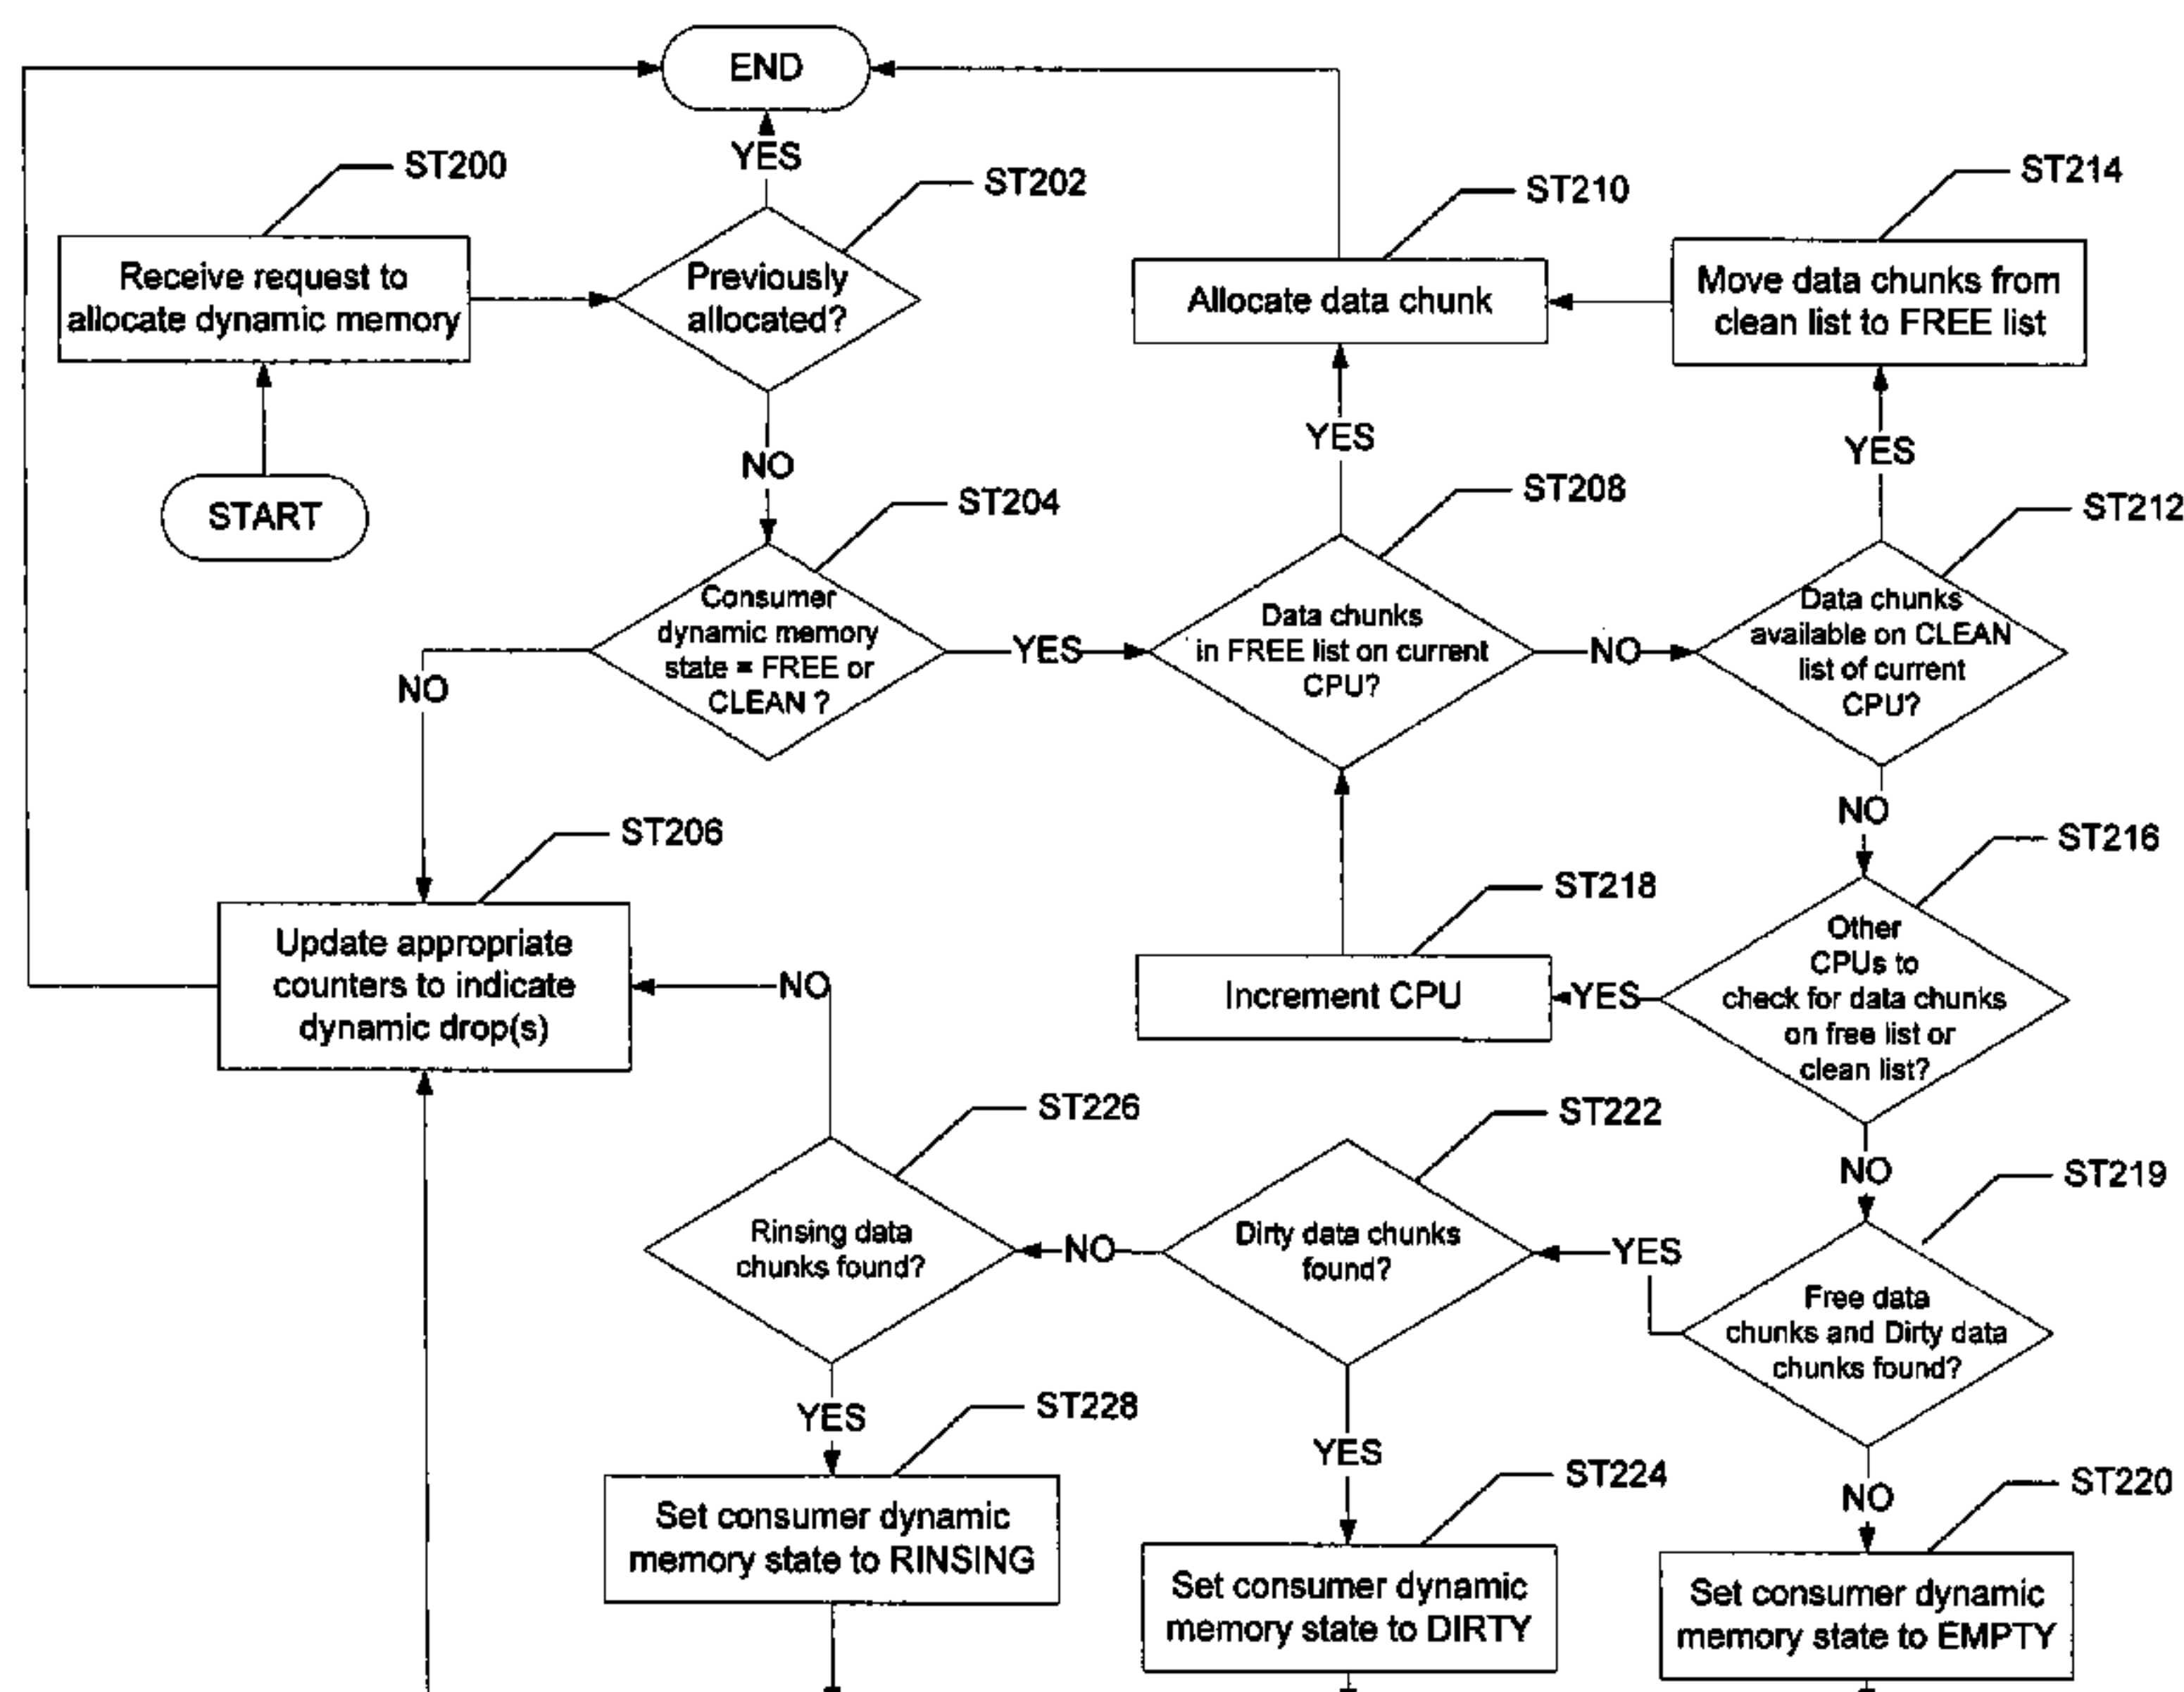 END
YES
ST200
ST202
ST210
ST214
Receive request to
allocate dynamic memory
Previously
allocated?
Allocate data chunk
Move data chunks from
clean list to FREE list
YES
YES
NO
START
ST204
ST208
ST212
Consumer
dynamic memory
state = FREE or
CLEAN ?
YES
Data chunks
in FREE list on current
CPU?
NO
Data chunks
available on CLEAN
list of current
CPU?
NO
NO
ST206
ST216
ST218
Update appropriate
counters to indicate
dynamic drop(s)
NO
Increment CPU
YES
Other
CPUs to
check for data chunks
on free list or
clean list?
ST226
ST222
NO
ST219
Rinsing data
chunks found?
NO
Dirty data chunks
found?
YES
Free data
chunks and Dirty data
chunks found?
YES
ST228
YES
ST224
NO
ST220
Set consumer dynamic
memory state to RINSING
Set consumer dynamic
memory state to DIRTY
Set consumer dynamic
memory state to EMPTY